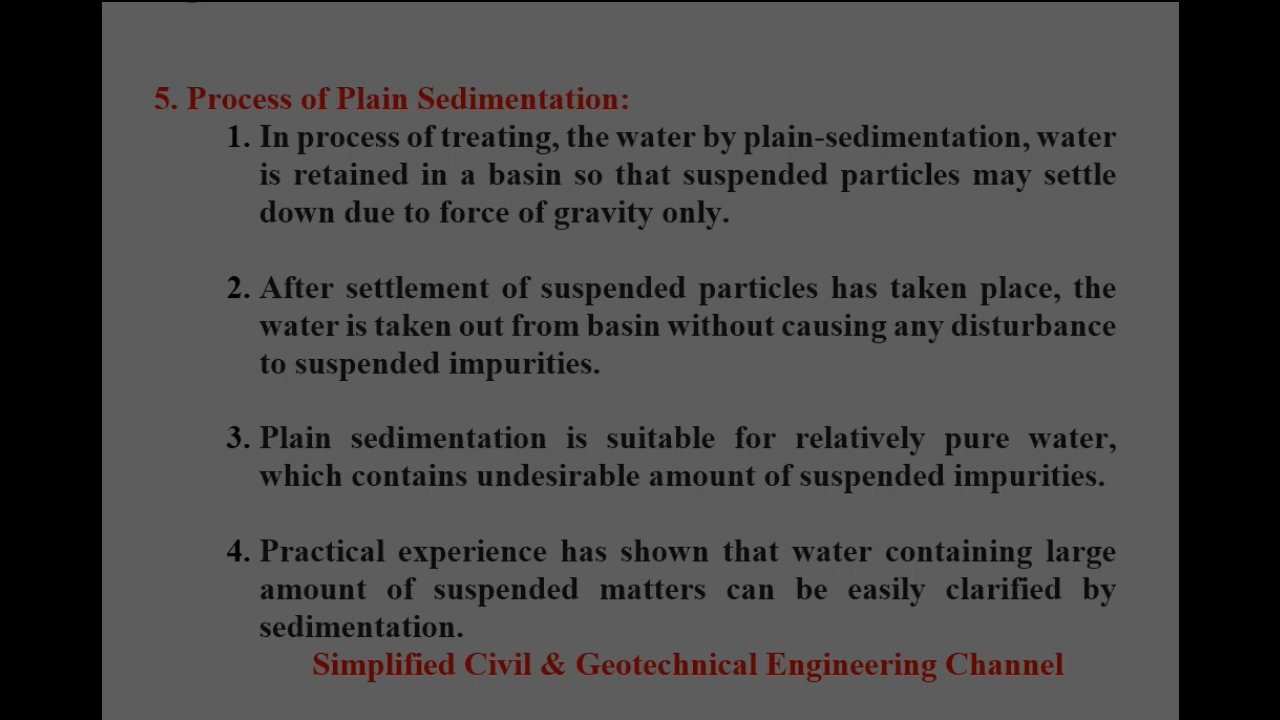 5. Process of Plain Sedimentation:
1. In process of treating, the water by plain-sedimentation, water
is retained in a basin so that suspended particles may settle
down due to force of gravity only.
2. After settlement of suspended particles has taken place, the
water is taken out from basin without causing any disturbance
to suspended impurities.
3. Plain sedimentation is suitable for relatively pure water,
which contains undesirable amount of suspended impurities.
4. Practical experience has shown that water containing large
amount of suspended matters can be easily clarified by
sedimentation.
Simplified Civil & Geotechnical Engineering Channel